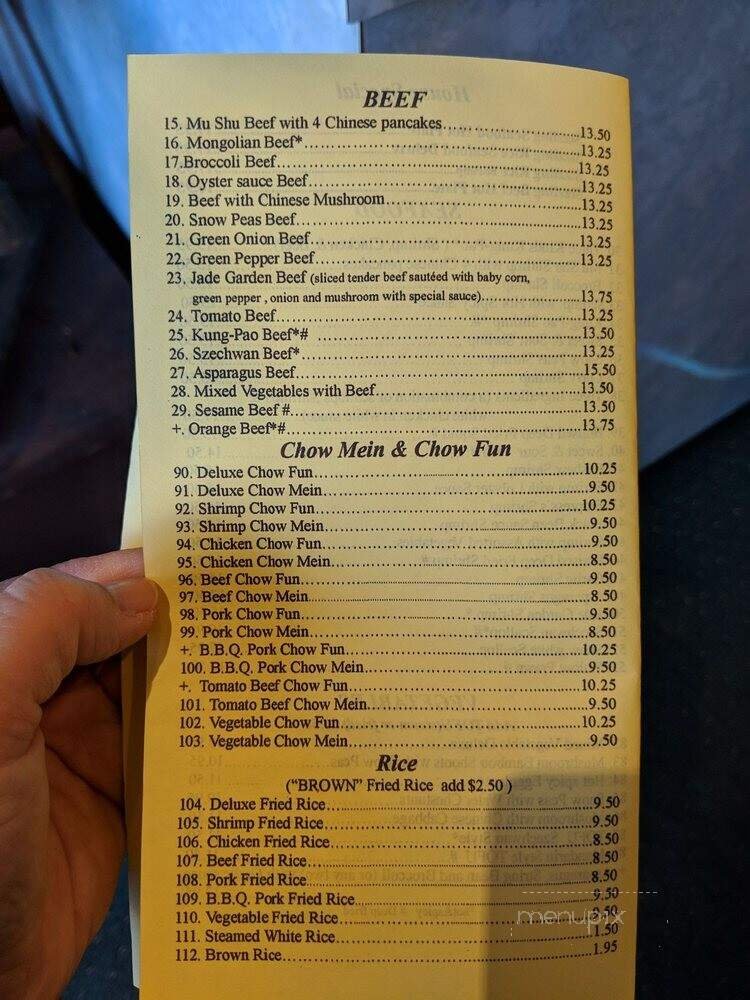 BEEF
15. Mu Shu Beef with 4 Chinese pancakes 13.50
16. Mongolian Beef* 13.25
17.Broccoli Beef 13.25
18. Oyster sauce Beef 13.25
19. Beef with Chinese Mushroom 13.25
20. Snow Peas Beef 13.25
21. Green Onion Beef 13.25
22. Green Pepper Beef 13.25
23. Jade Garden Beef (sliced tender beef sautéed with baby corn,
green pepper , onion and mushroom with special sauce) 13.75
24. Tomato Beef 13.25
25. Kung-Pao Beef*# 13.50
26. Szechwan Beef* 13.25
27. Asparagus Beef 15.50
28. Mixed Vegetables with Beef 13.50
29. Sesame Beef # 13.50
+. Orange Beef*# 13.75
Chow Mein & Chow Fun
90. Deluxe Chow Fun 10.25
91. Deluxe Chow Mein 9.50
92. Shrimp Chow Fun 10.25
93. Shrimp Chow Mein 9.50
94. Chicken Chow Fun 9.50
95. Chicken Chow Mein 8.50
96. Beef Chow Fun 9.50
97. Beef Chow Mein 8.50
98. Pork Chow Fun 9.50
99. Pork Chow Mein 8.50
+. B.B.Q. Pork Chow Fun 10.25
100. B.B.Q. Pork Chow Mein 9.50
+. Tomato Beef Chow Fun 10.25
101. Tomato Beef Chow Mein 9.50
102. Vegetable Chow Fun 10.25
103. Vegetable Chow Mein 9.50
Rice
("BROWN" Fried Rice add $2.50 )
104. Deluxe Fried Rice 9.50
105. Shrimp Fried Rice 9.50
106. Chicken Fried Rice 8.50
107. Beef Fried Rice 8.50
108. Pork Fried Rice 8.50
109. B.B.Q. Pork Fried Rice 9.50
110. Vegetable Fried Rice
111. Steamed White Rice 1.50
112. Brown Rice 1.95
menupix